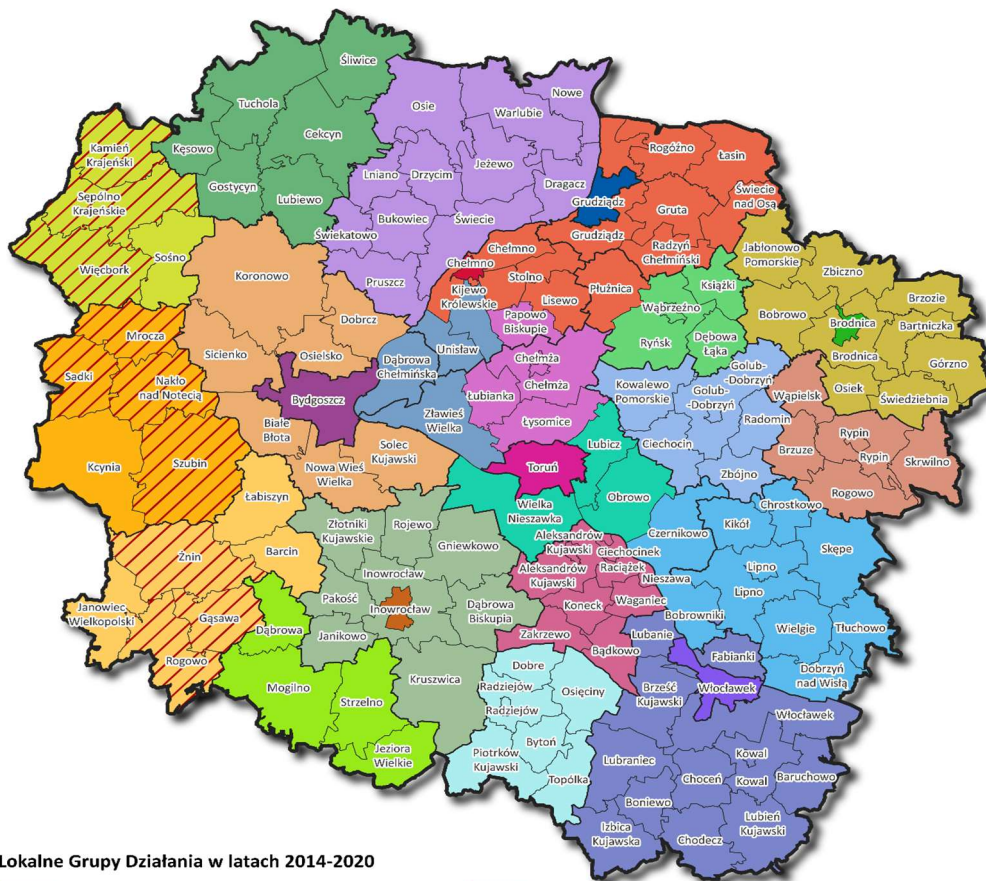 Śliwice
Tuchola
Cekcyn
Kęsowo
Gostycyn
Lubiewo
Osie
Warlubie
Nowe
Lniano
Drzycim
Jeżewo
Dragacz
Bukowiec
Świecie
Świekatowo
Pruszcz
Kamień
Krajeński
Sępólno
Krajeńskie
Więcbork
Sośno
Rogóźno
Łasin
Świecie
nad Osą
Grudziądz
Gruta
Grudziądz
Radzyń
Chełmiński
Chełmno
Chełmno
Stolno
Lisewo
Płużnica
Kijewo
Królewskie
Papowo
Biskupie
Koronowo
Dobrcz
Sicienko
Osielsko
Bydgoszcz
Białe
Błota
Nowa Wieś
Wielka
Solec
Kujawski
Dąbrowa
Chełmińska
Unisław
Zławieś
Wielka
Chełmża
Chełmża
Łubianka
Łysomice
Wąbrzeźno
Książki
Ryńsk
Dębowa
Łąka
Jabłonowo
Pomorskie
Zbiczno
Bobrowo
Brzozie
Brodnica
Bartniczka
Brodnica
Górzno
Osiek
Świedziebnia
Mrocza
Sadki
Nakło
nad Notecią
Kcynia
Szubin
Kowalewo
Pomorskie
Golub-
-Dobrzyń
Golub-
-Dobrzyń
Radomin
Ciechocin
Zbójno
Wąpielsk
Rypin
Brzuze
Rypin
Skrwilno
Rogowo
Toruń
Lubicz
Obrowo
Wielka
Nieszawka
Łabiszyn
Barcin
Żnin
Janowiec
Wielkopolski
Gąsawa
Rogowo
Złotniki
Kujawskie
Rojewo
Gniewkowo
Inowrocław
Pakość
Inowrocław
Dąbrowa
Biskupia
Janikowo
Kruszwica
Aleksandrów
Kujawski
Ciechocinek
Aleksandrów
Kujawski
Raciążek
Nieszawa
Waganiec
Koneck
Zakrzewo
Bądkowo
Czernikowo
Kikół
Chrostkowo
Skępe
Lipno
Lipno
Bobrowniki
Wielgie
Tłuchowo
Dobrzyń
nad Wisłą
Dąbrowa
Mogilno
Strzelno
Jeziora
Wielkie
Dobre
Radziejów
Osięciny
Radziejów
Bytoń
Piotrków
Kujawski
Topólka
Lubanie
Fabianki
Włocławek
Brześć
Kujawski
Włocławek
Lubraniec
Kowal
Choceń
Kowal
Baruchowo
Boniewo
Izbica
Kujawska
Chodecz
Lubień
Kujawski
Lokalne Grupy Działania w latach 2014-2020